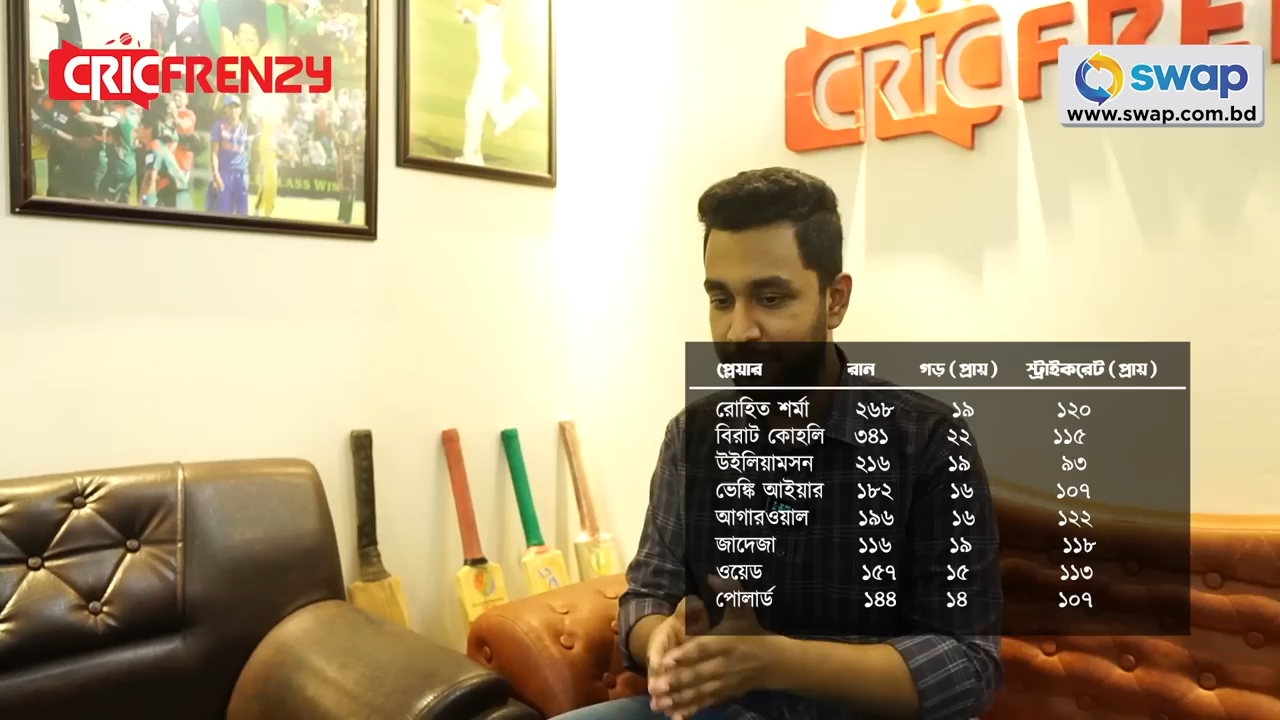 CRICFRENZY
CRICFRE
swap
www.swap.com.bd
LASS WIN
প্লেয়ার রান গড় (প্রায়) স্ট্রাইকরেট (প্রায়)
রোহিত শর্মা ২৬৮ ১৯ ১২০
বিরাট কোহলি ৩৪১ ২২ ১১৫
উইলিয়ামসন ২১৬ ১৯ ৯৩
ভেঙ্কি আইয়ার ১৮২ ১৬ ১০৭
আগারওয়াল ১৯৬ ১৬ ১২২
জাদেজা ১১৬ ১৯ ১১৮
ওয়েড ১৫৭ ১৫ ১১৩
পোলার্ড ১৪৪ ১৪ ১০৭